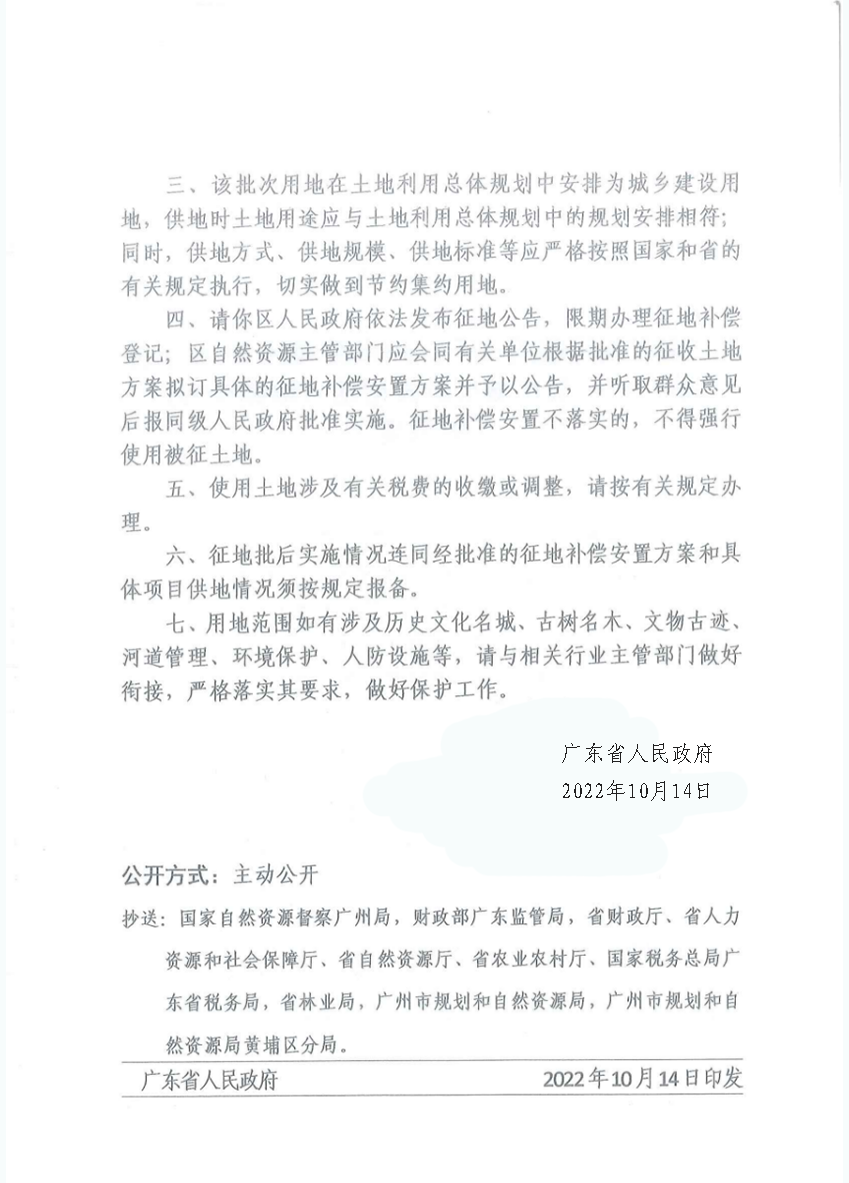 三、该批次用地在土地利用总体规划中安排为城乡建设用
地，供地时土地用途应与土地利用总体规划中的规划安排相符；
同时，供地方式、供地规模、供地标准等应严格按照国家和省的
有关规定执行，切实做到节约集约用地。
四、请你区人民政府依法发布征地公告，限期办理征地补偿
登记；区自然资源主管部门应会同有关单位根据批准的征收土地
方案拟订具体的征地补偿安置方案并予以公告，并听取群众意见
后报同级人民政府批准实施。征地补偿安置不落实的，不得强行
使用被征土地。
五、使用土地涉及有关税费的收缴或调整，请按有关规定办
理。
六、征地批后实施情况连同经批准的征地补偿安置方案和具
体项目供地情况须按规定报备。
七、用地范围如有涉及历史文化名城、古树名木、文物古迹、
河道管理、环境保护、人防设施等，请与相关行业主管部门做好
衔接，严格落实其要求，做好保护工作。
广东省人民政府
2022年10月14日
公开方式：主动公开
抄送：国家自然资源督察广州局，财政部广东监管局，省财政厅、省人力
资源和社会保障厅、省自然资源厅、省农业农村厅、国家税务总局广
东省税务局，省林业局，广州市规划和自然资源局，广州市规划和自
然资源局黄埔区分局。
广东省人民政府 2022年10月14日印发